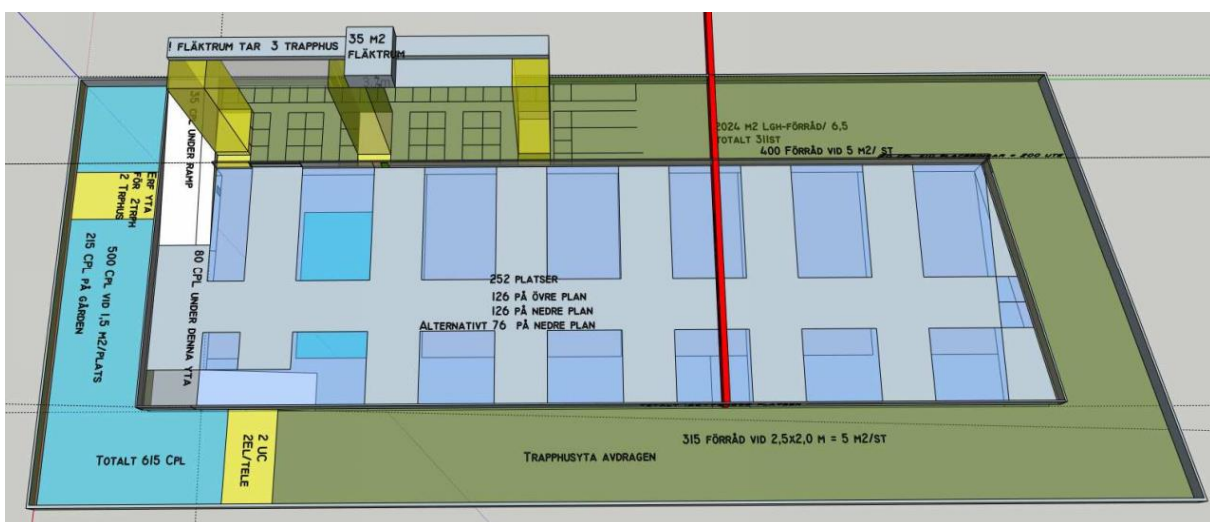 ! FLÄKTRUM TAR 3 TRAPPHUS
35 M2
FLÄKTRUM
35 CPL UNDER RAMP
2024 M2 LGH-FÖRRÅD/ 6,5
TOTALT 311ST
400 FÖRRÅD VID 5 M2/ ST
ERF YTA
FÖR 2TRPH
2 TRPHUS
500 CPL VID 1,5 M2/PLATS
215 CPL PÅ GÅRDEN
80 CPL UNDER DENNA YTA
252 PLATSER
126 PÅ ÖVRE PLAN
126 PÅ NEDRE PLAN
ALTERNATIVT 76 PÅ NEDRE PLAN
TOTALT 615 CPL
2 UC
2EL/TELE
TRAPPHUSYTA AVDRAGEN
315 FÖRRÅD VID 2,5X2,0 M = 5 M2/ST